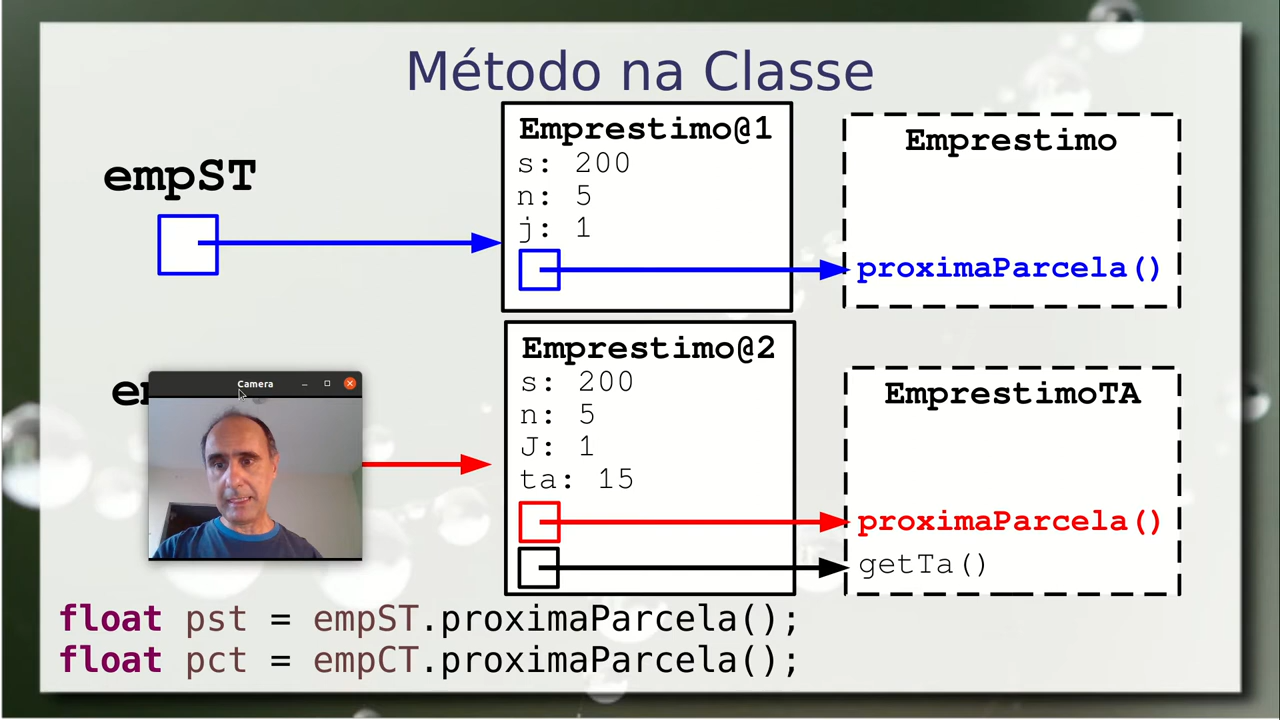 Método na Classe
empST
Emprestimo@1
s: 200
n: 5
j: 1
Emprestimo
proximaParcela()
Camera
Emprestimo@2
s: 200
n: 5
J: 1
ta: 15
EmprestimoTA
proximaParcela()
getTa()
float pst = empST.proximaParcela();
float pct = empCT.proximaParcela();